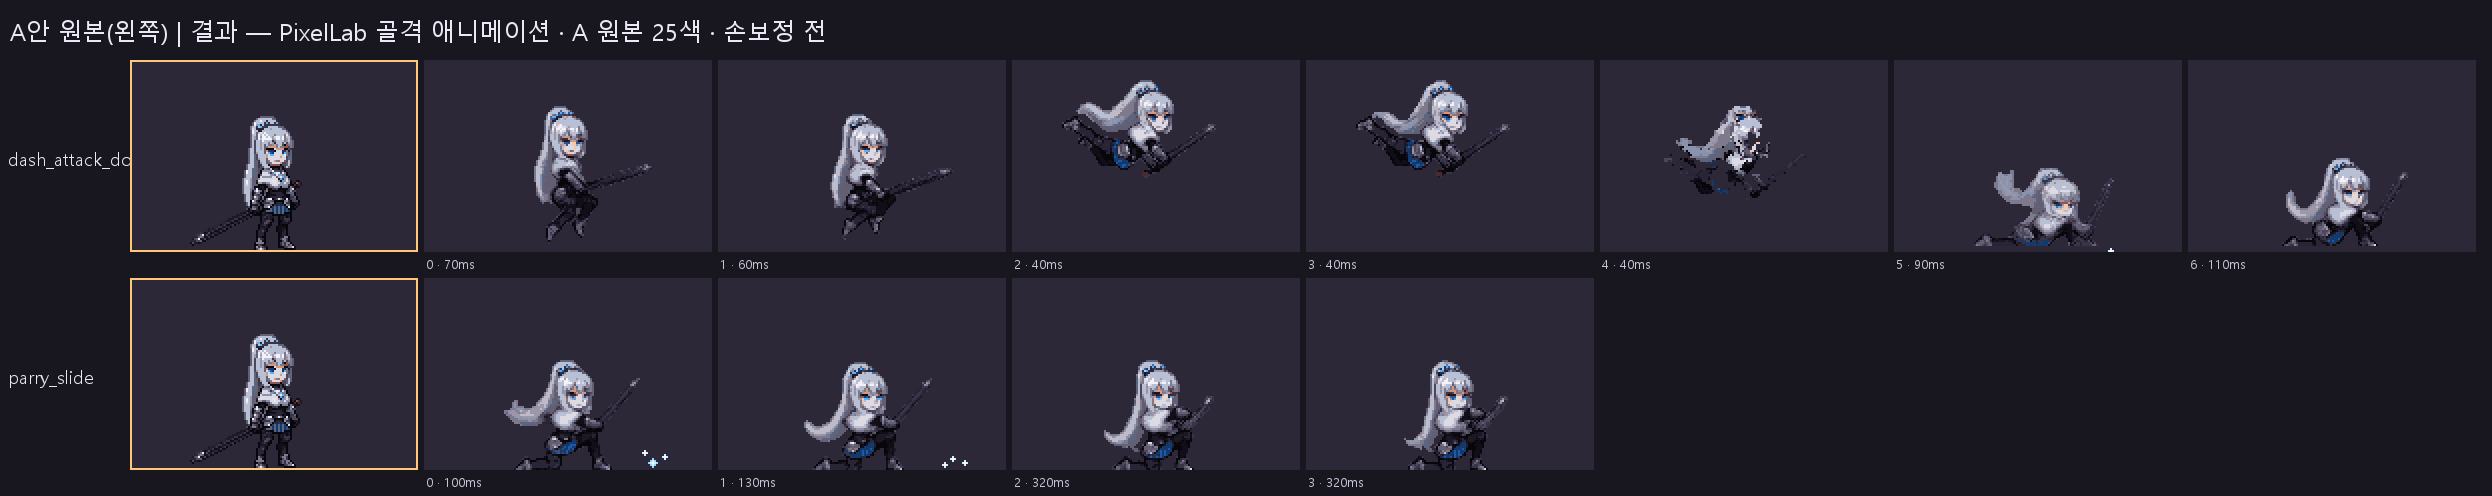 A안 원본(왼쪽) | 결과 — PixelLab 골격 애니메이션 · A 원본 25색 · 손보정 전
dash_attack_do
0 · 70ms
1 · 60ms
2 · 40ms
3 · 40ms
4 · 40ms
5 · 90ms
6 · 110ms
parry_slide
0 · 100ms
1 · 130ms
2 · 320ms
3 · 320ms